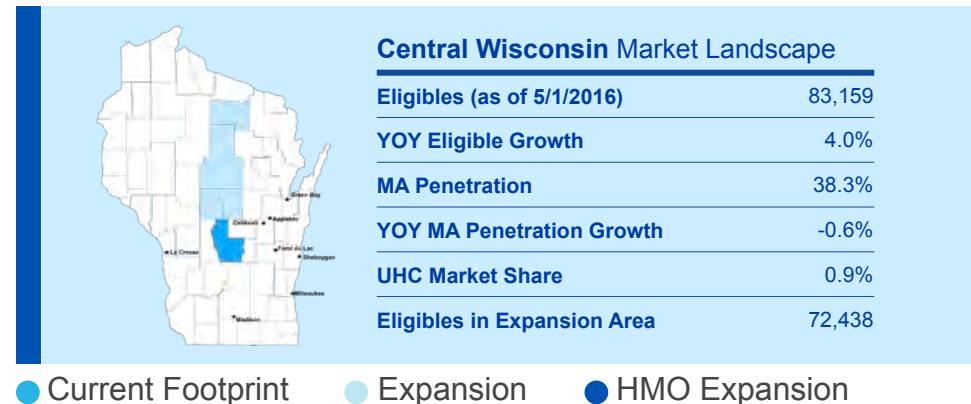 Central Wisconsin Market Landscape
Eligibles (as of 5/1/2016) 83,159
YOY Eligible Growth 4.0%
MA Penetration 38.3%
YOY MA Penetration Growth -0.6%
UHC Market Share 0.9%
Eligibles in Expansion Area 72,438
Green Bay
Oshkosh
Appleton
La Crosse
Fond du Lac
Sheboygan
Milwaukee
Madison
Current Footprint
Expansion
HMO Expansion